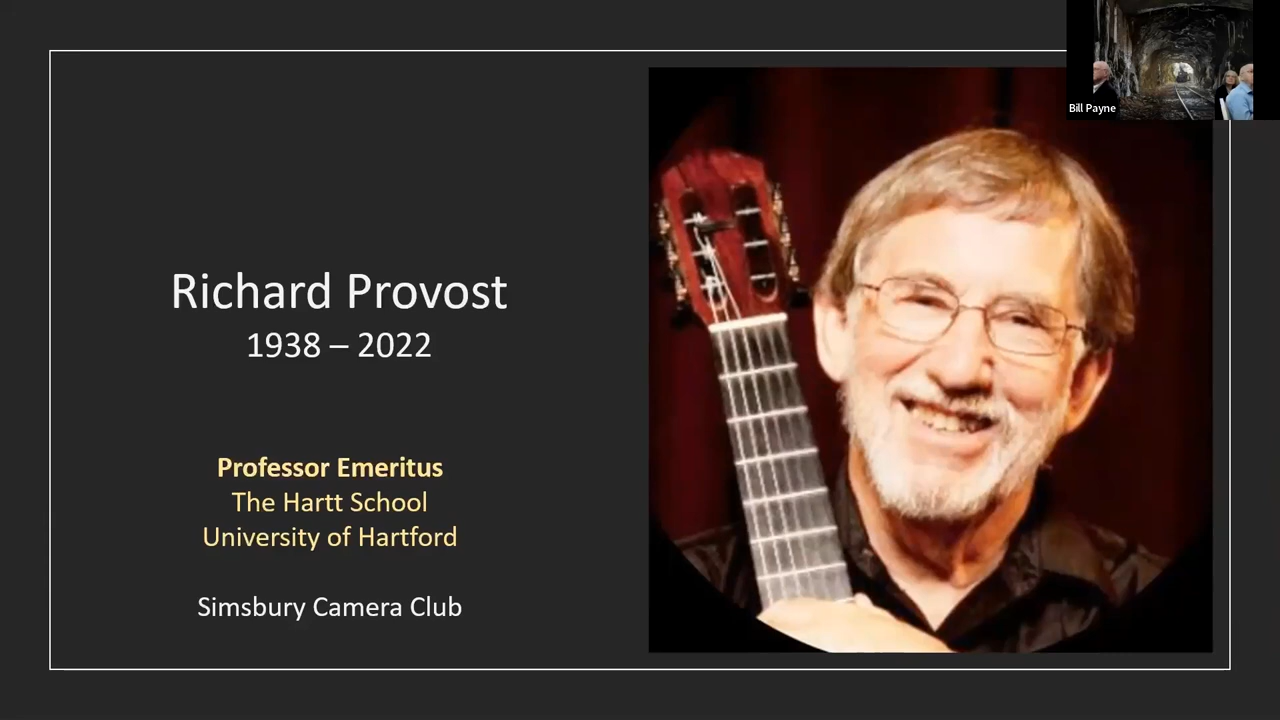 Richard Provost
1938 – 2022
Professor Emeritus
The Hartt School
University of Hartford
Simsbury Camera Club
Bill Payne